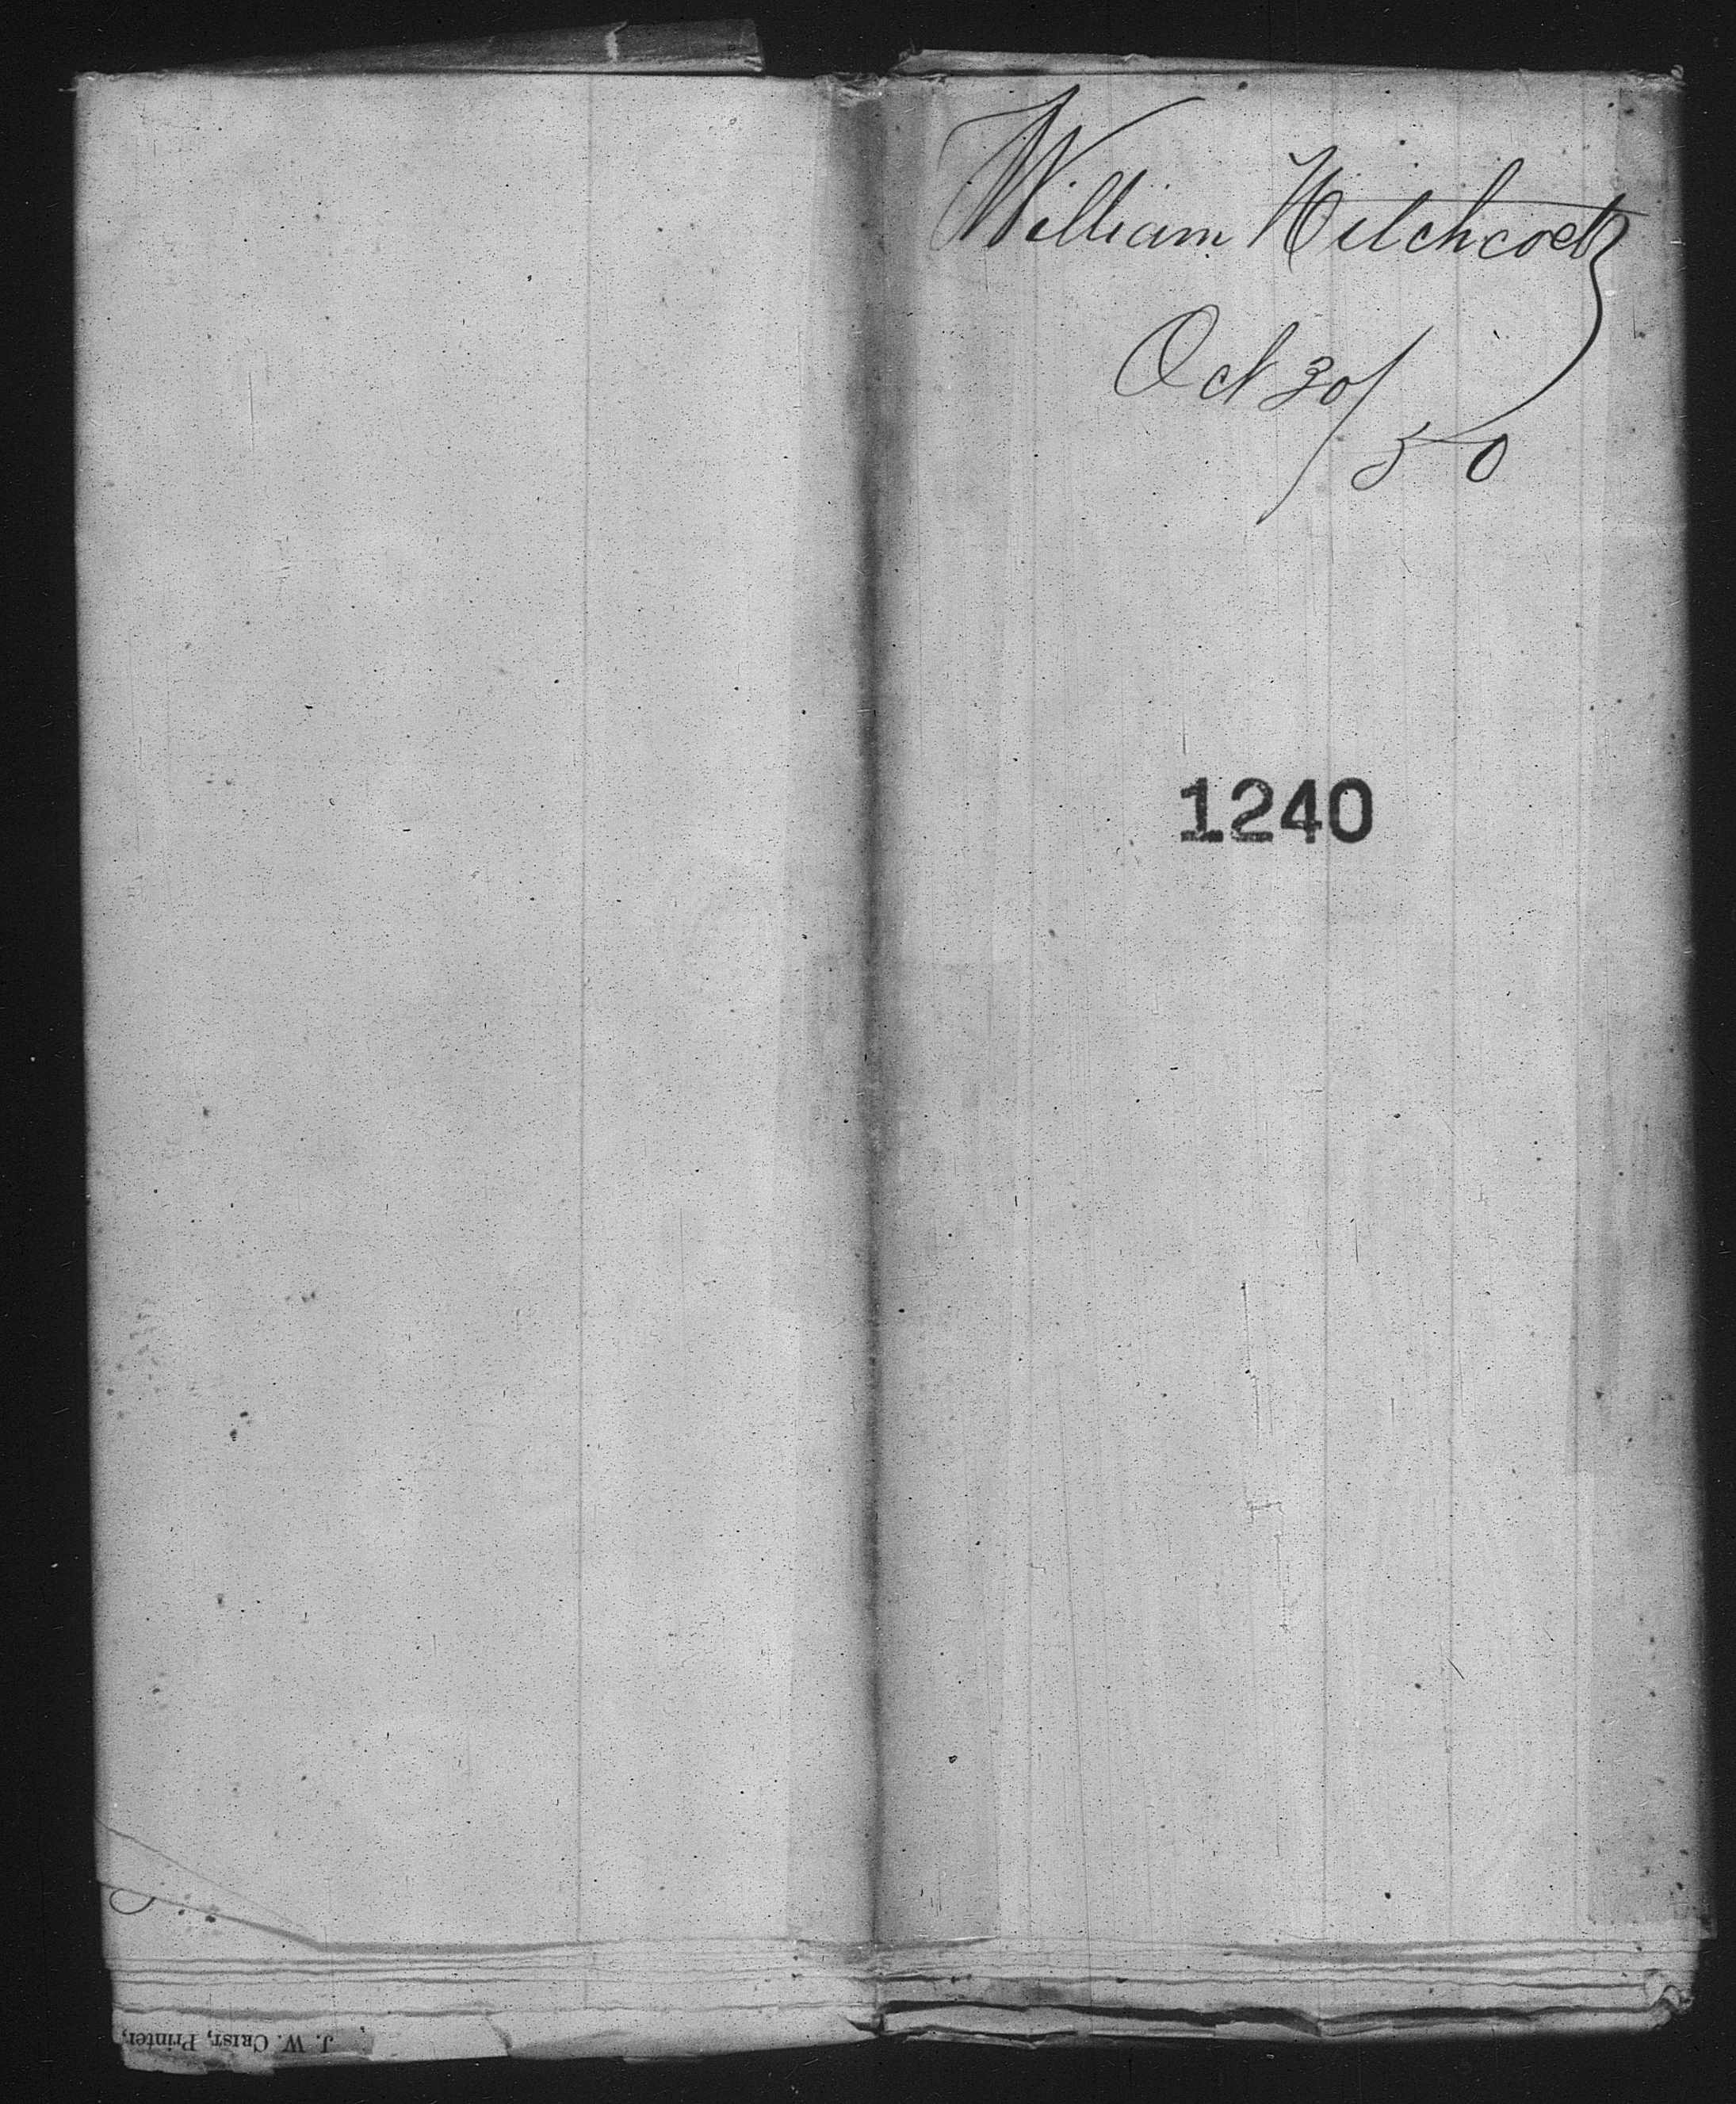 William Hitchcock
Oct 30/
50
1240
J. W. CRIST, Printer,